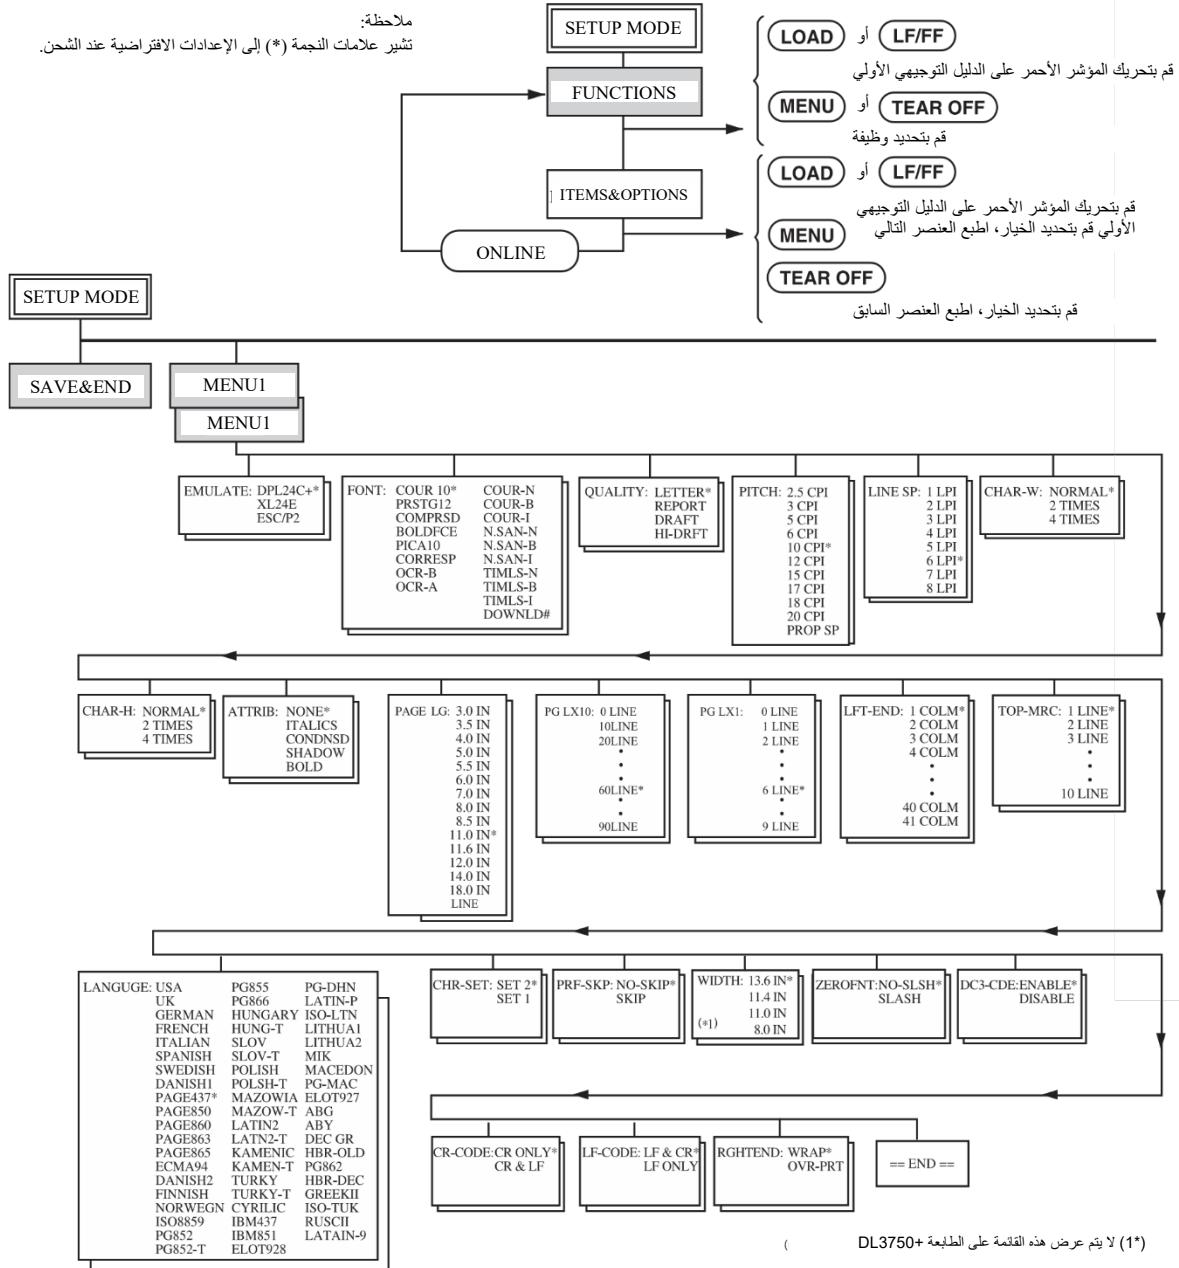 ملاحظة:
تشير علامات النجمة (*) إلى الإعدادات الافتراضية عند الشحن.
SETUP MODE
FUNCTIONS
ITEMS&OPTIONS
ONLINE
LOAD أو LF/FF
قم بتحريك المؤشر الأحمر على الدليل التوجيهي الأولي
MENU أو TEAR OFF
قم بتحديد وظيفة
LOAD أو LF/FF
قم بتحريك المؤشر الأحمر على الدليل التوجيهي
MENU الأولي قم بتحديد الخيار، اطبع العنصر التالي
TEAR OFF
قم بتحديد الخيار، اطبع العنصر السابق
SETUP MODE
SAVE&END
MENU1
MENU1
EMULATE: DPL24C+*
XL24E
ESC/P2
FONT: COUR 10* COUR-N
PRSTG12 COUR-B
COMPRSD COUR-I
BOLDFCE N.SAN-N
PICA10 N.SAN-B
CORRESP N.SAN-I
OCR-B TIMLS-N
OCR-A TIMLS-B
TIMLS-I
DOWNLD#
QUALITY: LETTER*
REPORT
DRAFT
HI-DRFT
PITCH: 2.5 CPI
3 CPI
5 CPI
6 CPI
10 CPI*
12 CPI
15 CPI
17 CPI
18 CPI
20 CPI
PROP SP
LINE SP: 1 LPI
2 LPI
3 LPI
4 LPI
5 LPI
6 LPI*
7 LPI
8 LPI
CHAR-W: NORMAL*
2 TIMES
4 TIMES
CHAR-H: NORMAL*
2 TIMES
4 TIMES
ATTRIB: NONE*
ITALICS
CONDNSD
SHADOW
BOLD
PAGE LG: 3.0 IN
3.5 IN
4.0 IN
5.0 IN
5.5 IN
6.0 IN
7.0 IN
8.0 IN
8.5 IN
11.0 IN*
11.6 IN
12.0 IN
14.0 IN
18.0 IN
LINE
PG LX10: 0 LINE
10LINE
20LINE
60LINE*
90LINE
PG LX1: 0 LINE
1 LINE
2 LINE
6 LINE*
9 LINE
LFT-END: 1 COLM*
2 COLM
3 COLM
4 COLM
40 COLM
41 COLM
TOP-MRC: 1 LINE*
2 LINE
3 LINE
10 LINE
LANGUGE: USA PG855 PG-DHN
UK PG866 LATIN-P
GERMAN HUNGARY ISO-LTN
FRENCH HUNG-T LITHUA1
ITALIAN SLOV LITHUA2
SPANISH SLOV-T MIK
SWEDISH POLISH MACEDON
DANISH1 POLSH-T PG-MAC
PAGE437* MAZOWIA ELOT927
PAGE850 MAZOW-T ABG
PAGE860 LATIN2 ABY
PAGE863 LATN2-T DEC GR
PAGE865 KAMENIC HBR-OLD
ECMA94 KAMEN-T PG862
DANISH2 TURKY HBR-DEC
FINNISH TURKY-T GREEKII
NORWEGN CYRILIC ISO-TUK
ISO8859 IBM437 RUSCII
PG852 IBM851 LATAIN-9
PG852-T ELOT928
CHR-SET: SET 2*
SET 1
PRF-SKP: NO-SKIP*
SKIP
WIDTH: 13.6 IN*
11.4 IN
(*1) 11.0 IN
8.0 IN
ZEROFNT:NO-SLSH*
SLASH
DC3-CDE:ENABLE*
DISABLE
CR-CODE:CR ONLY*
CR & LF
LF-CODE: LF & CR*
LF ONLY
RGHTEND: WRAP*
OVR-PRT
== END ==
(*1) لا يتم عرض هذه القائمة على الطابعة DL3750+
(